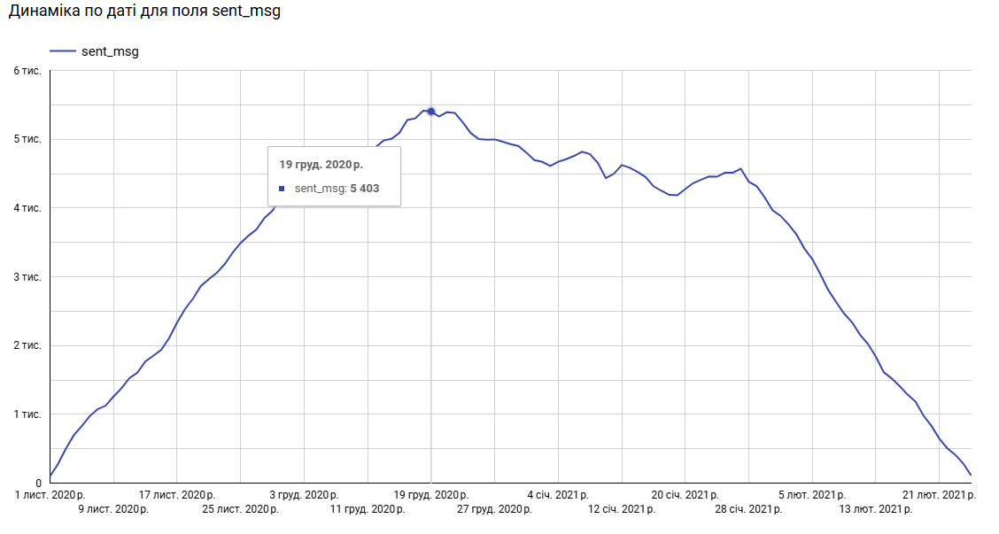 Динаміка по даті для поля sent_msg
sent_msg
6 тис.
5 тис.
4 тис.
3 тис.
2 тис.
1 тис.
0
19 груд. 2020 р.
sent_msg: 5 403
1 лист. 2020 р.
17 лист. 2020 р.
3 груд. 2020 р.
19 груд. 2020 р.
4 січ. 2021 р.
20 січ. 2021 р.
5 лют. 2021 р.
21 лют. 2021 р.
9 лист. 2020 р.
25 лист. 2020 р.
11 груд. 2020 р.
27 груд. 2020 р.
12 січ. 2021 р.
28 січ. 2021 р.
13 лют. 2021 р.